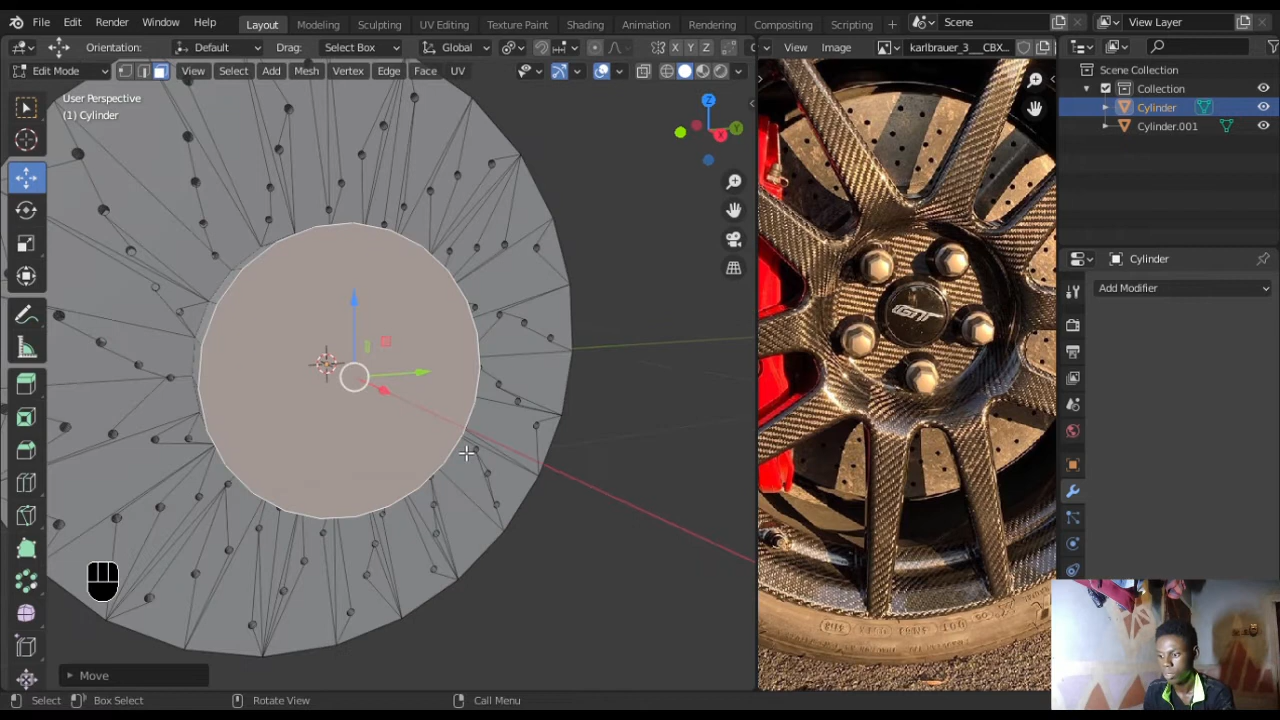 File Edit Render Window Help Layout Modeling Sculpting UV Editing Texture Paint Shading Animation Rendering Compositing Scripting + Scene View Layer
Orientation: Default Drag: Select Box Global X Y Z View Image karlbrauer_3___CBX...
Edit Mode View Select Add Mesh Vertex Edge Face UV
Scene Collection
Collection
Cylinder
Cylinder.001
User Perspective
(1) Cylinder
Z
Y
X
Cylinder
Add Modifier
GT
Move
Select Box Select Rotate View Call Menu